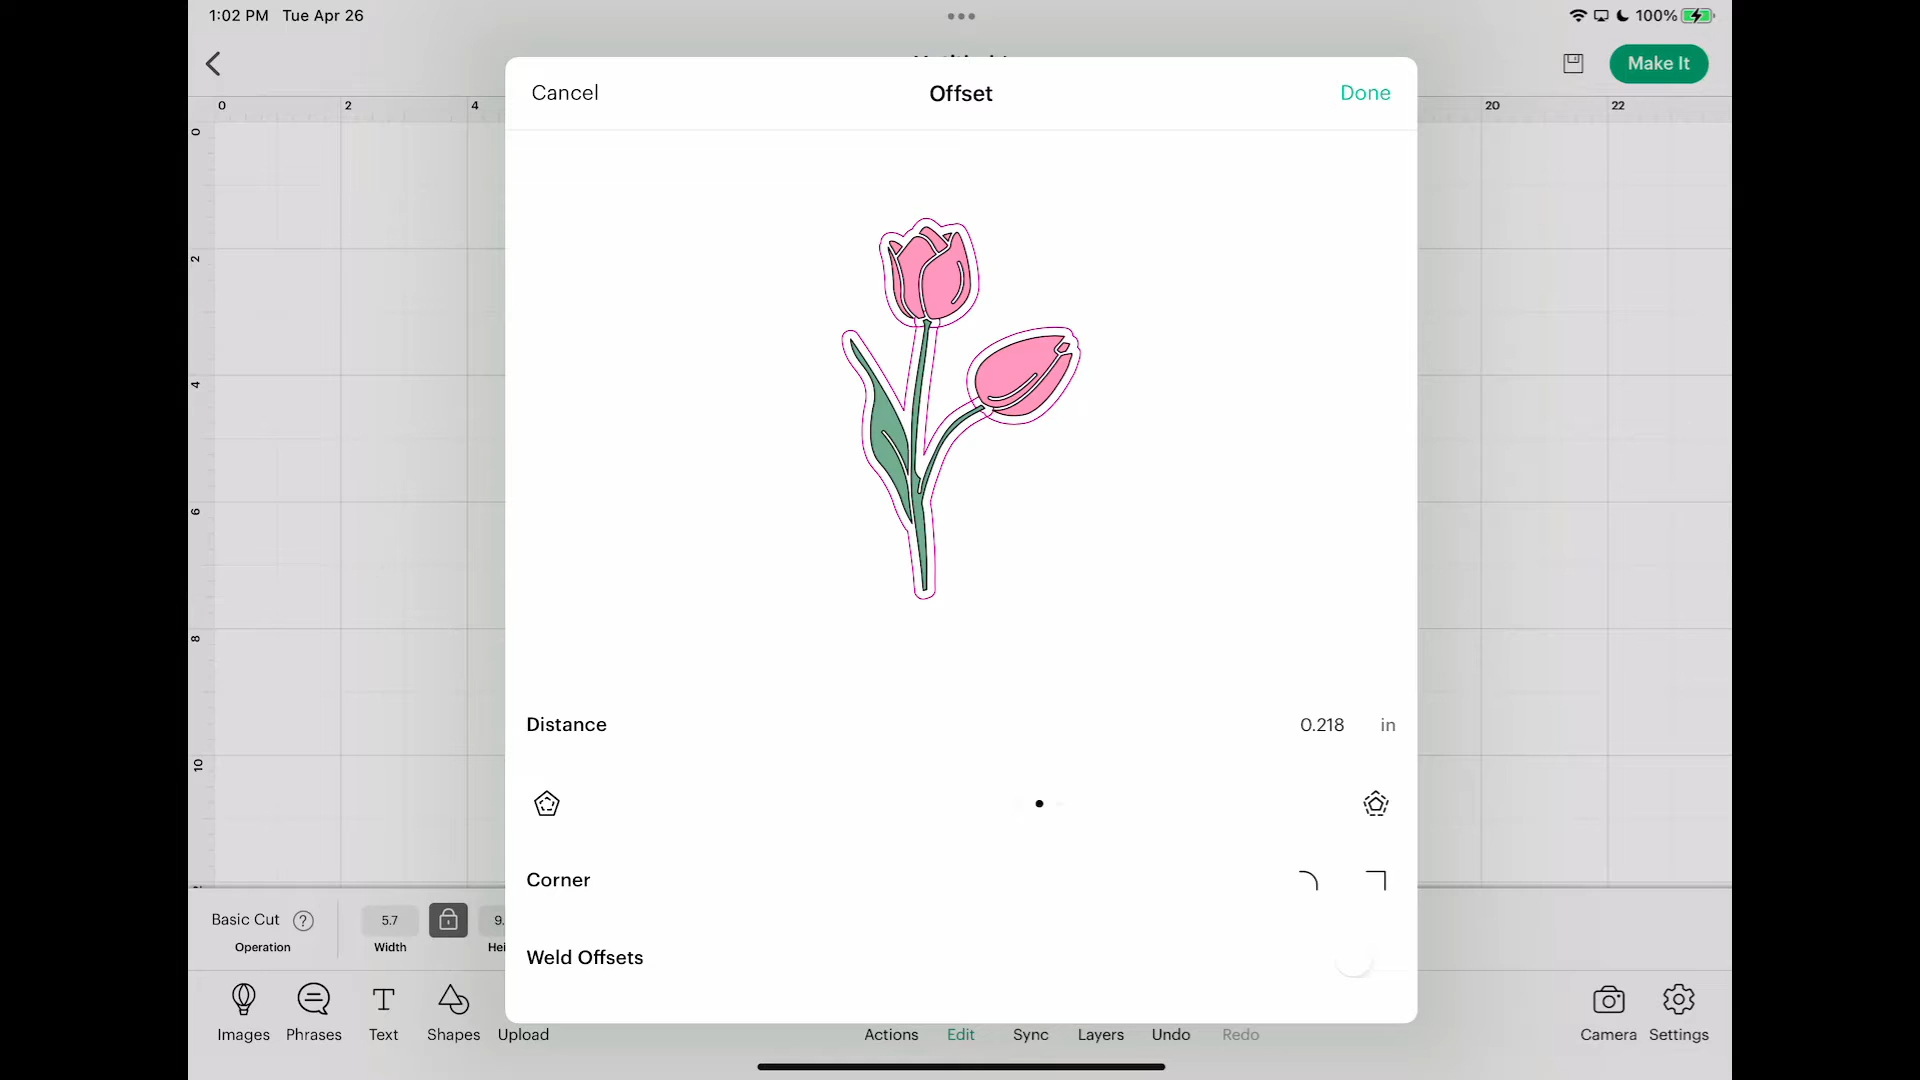 1:02 PM Tue Apr 26
100%
Make It
Cancel
Offset
Done
0
2
4
20
22
0
2
4
6
8
10
Distance
0.218 in
Corner
Weld Offsets
Basic Cut ?
Operation
5.7
Width
9.
Hei
Images
Phrases
Text
Shapes
Upload
Actions
Edit
Sync
Layers
Undo
Redo
Camera
Settings